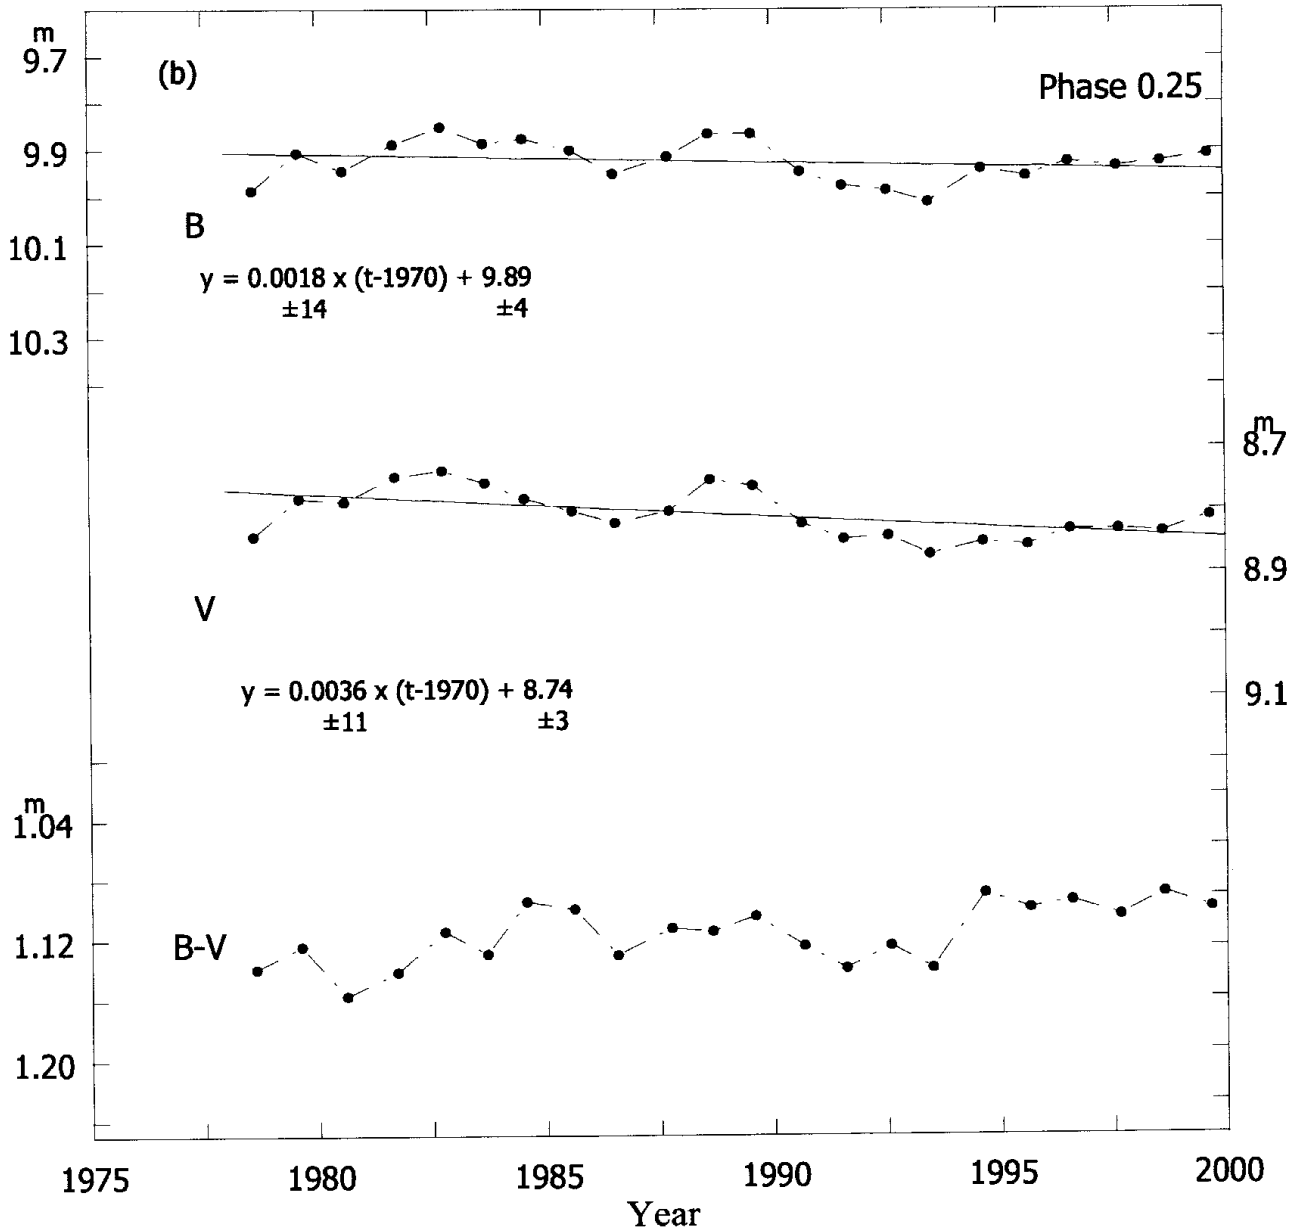 m
9.7
(b)
Phase 0.25
9.9
B
10.1
y = 0.0018 x (t-1970) + 9.89
±14 ±4
10.3
m
8.7
8.9
V
y = 0.0036 x (t-1970) + 8.74
±11 ±3
9.1
m
1.04
B-V
1.12
1.20
1975 1980 1985 1990 1995 2000
Year